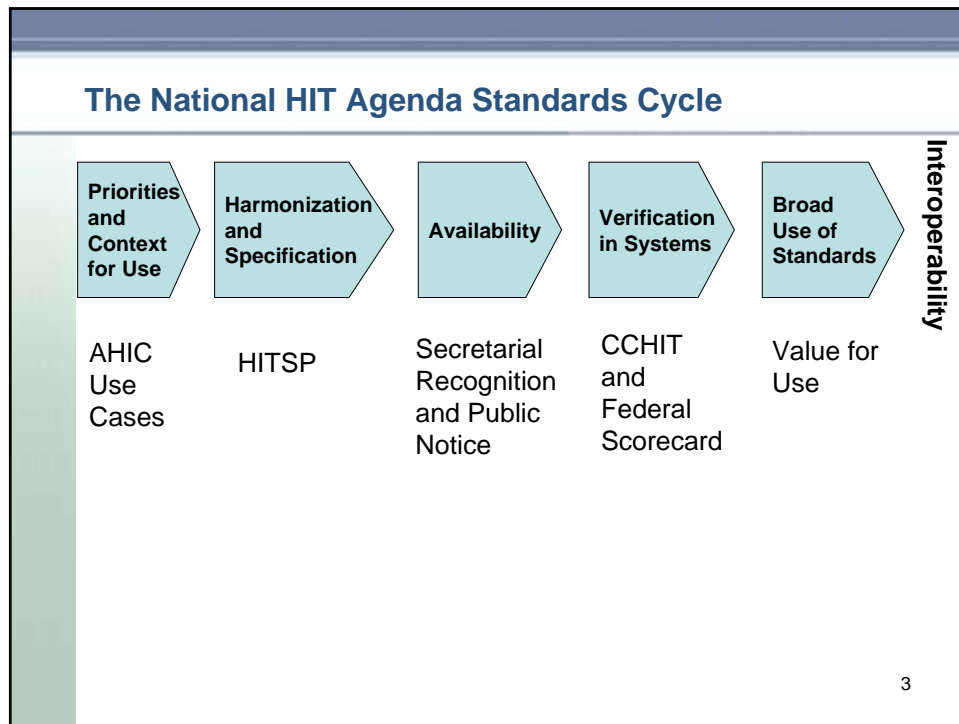 The National HIT Agenda Standards Cycle
Priorities
and
Context
for Use
Harmonization
and
Specification
Availability
Verification
in Systems
Broad
Use of
Standards
Interoperability
AHIC
Use
Cases
HITSP
Secretarial
Recognition
and Public
Notice
CCHIT
and
Federal
Scorecard
Value for
Use
3